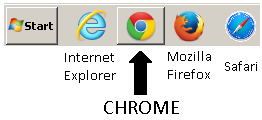 Start
Internet
Explorer
Mozilla
Firefox
Safari
CHROME